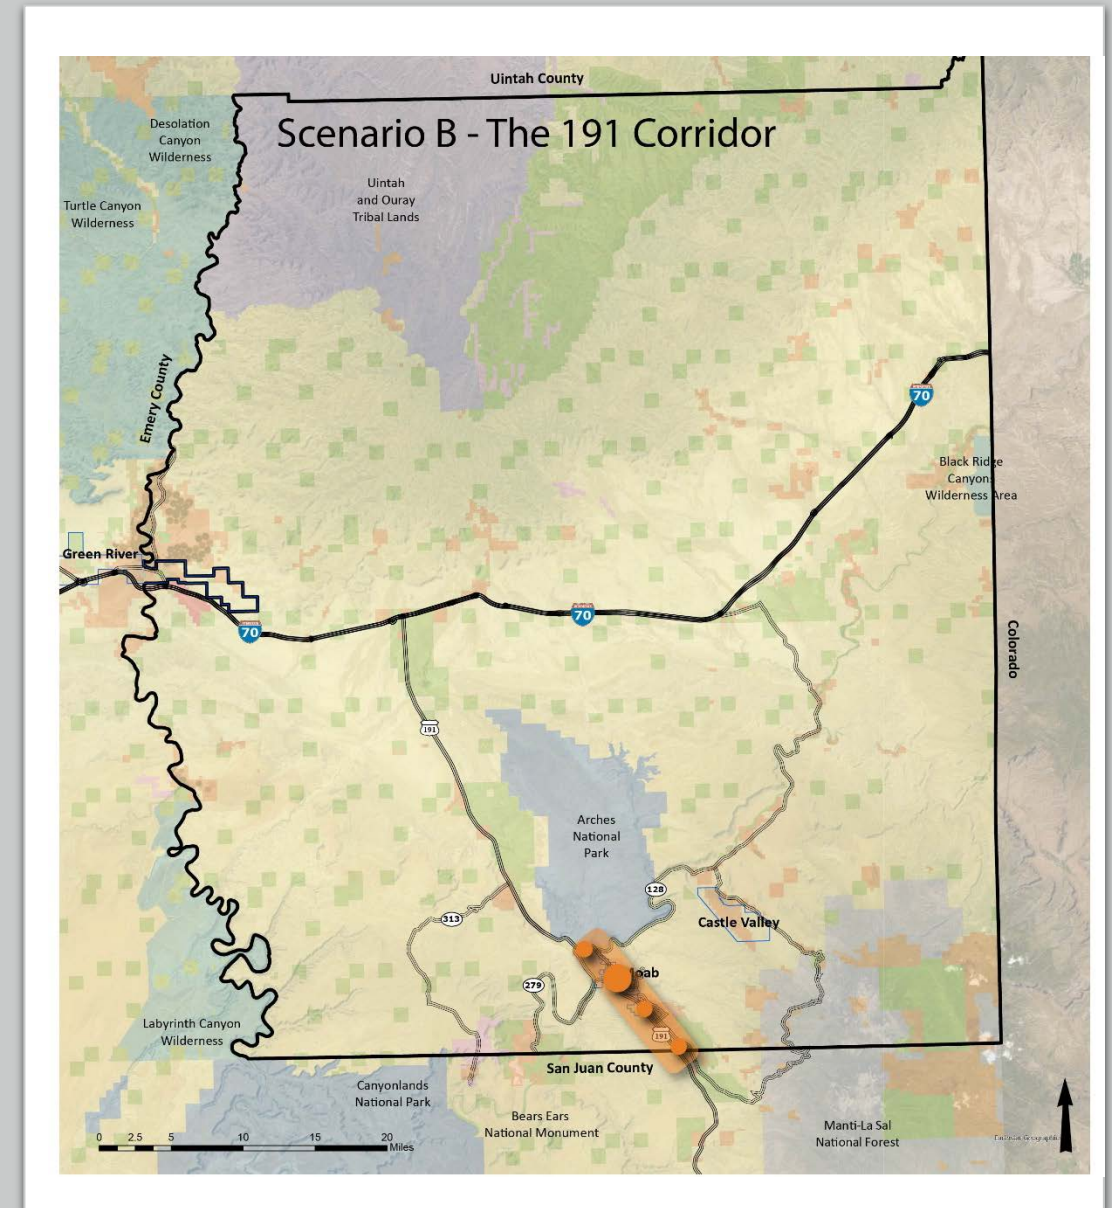 Uintah County
Scenario B - The 191 Corridor
Desolation
Canyon
Wilderness
Uintah
and Ouray
Tribal Lands
Turtle Canyon
Wilderness
Emery County
70
Black Ridge
Canyons
Wilderness Area
Green River
70
70
Colorado
191
Arches
National
Park
128
313
Castle Valley
279
Labyrinth Canyon
Wilderness
191
San Juan County
Canyonlands
National Park
Bears Ears
National Monument
Manti-La Sal
National Forest
0 2.5 5 10 15 20
Miles